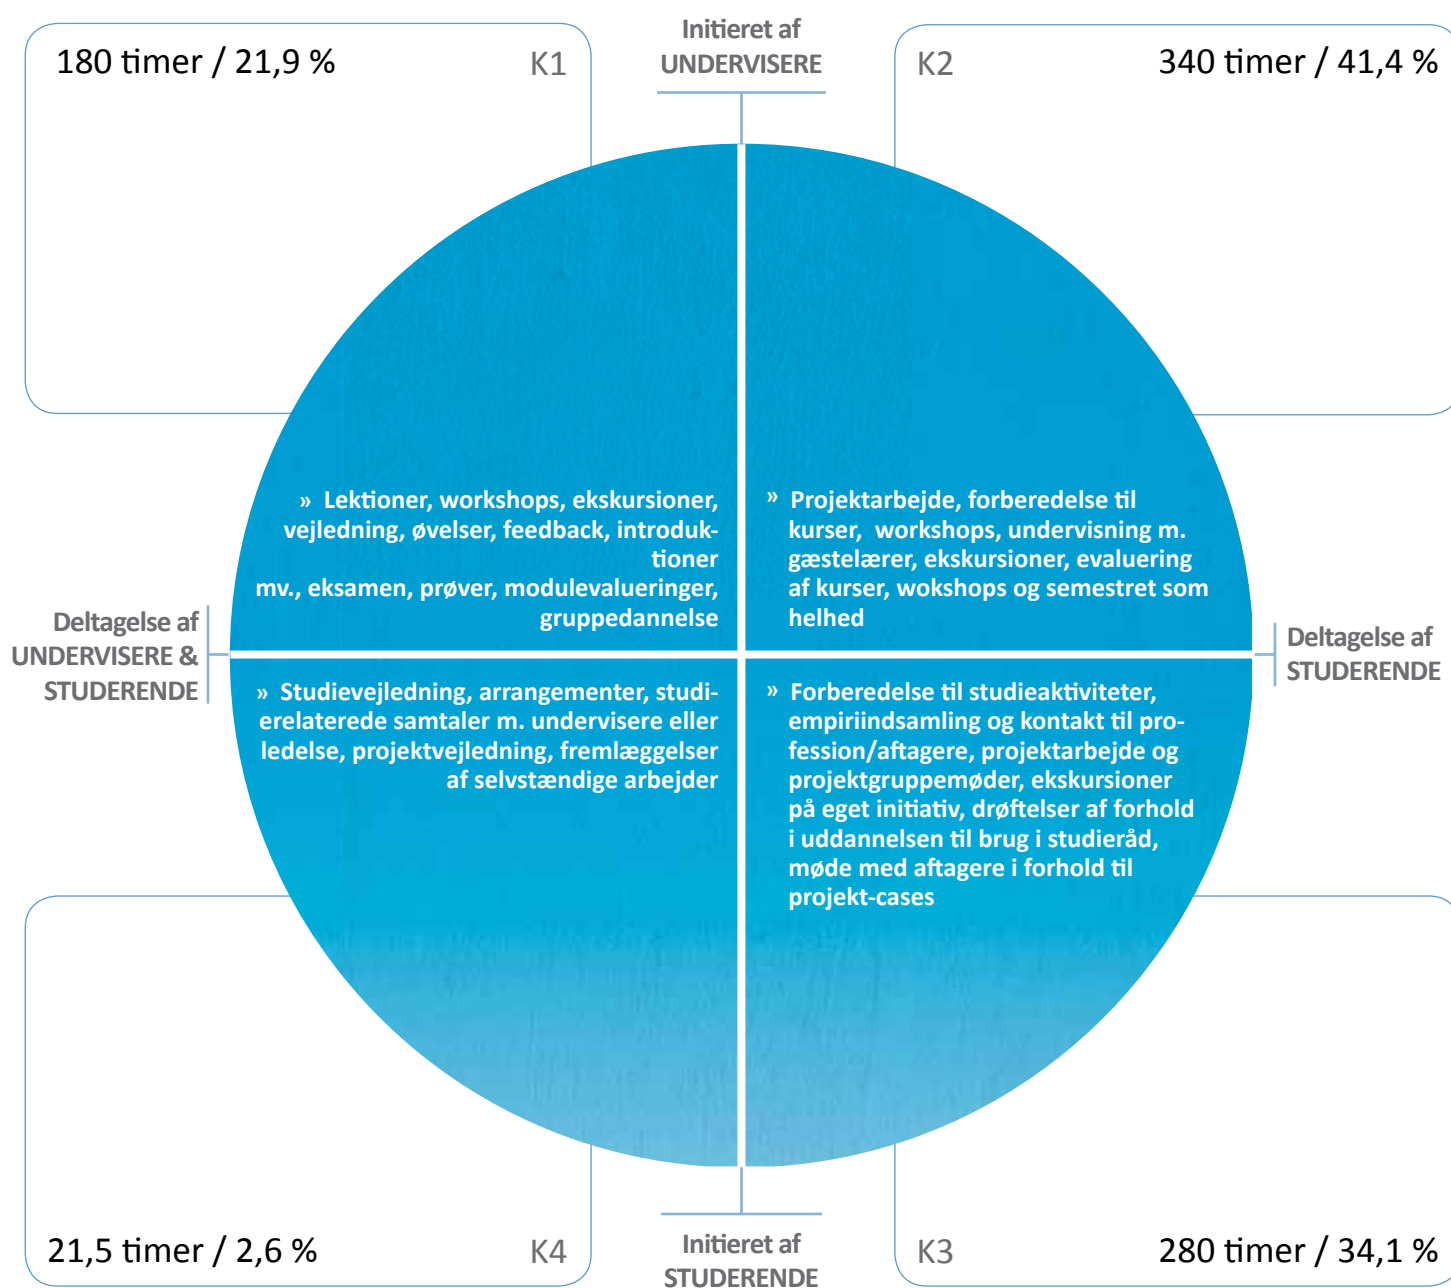 180 timer / 21,9 %
K1
Initieret af
UNDERVISERE
K2
340 timer / 41,4 %
» Lektioner, workshops, ekskursioner,
vejledning, øvelser, feedback, introduk-
tioner
mv., eksamen, prøver, modulevalueringer,
gruppedannelse
» Projektarbejde, forberedelse til
kurser, workshops, undervisning m.
gæstelærer, ekskursioner, evaluering
af kurser, wokshops og semestret som
helhed
Deltagelse af
UNDERVISERE &
STUDERENDE
Deltagelse af
STUDERENDE
» Studievejledning, arrangementer, studi-
erelaterede samtaler m. undervisere eller
ledelse, projektvejledning, fremlæggelser
af selvstændige arbejder
» Forberedelse til studieaktiviteter,
empiriindsamling og kontakt til pro-
fession/aftagere, projektarbejde og
projektgruppemøder, ekskursioner
på eget initiativ, drøftelser af forhold
i uddannelsen til brug i studieråd,
møde med aftagere i forhold til
projekt-cases
21,5 timer / 2,6 %
K4
Initieret af
STUDERENDE
K3
280 timer / 34,1 %